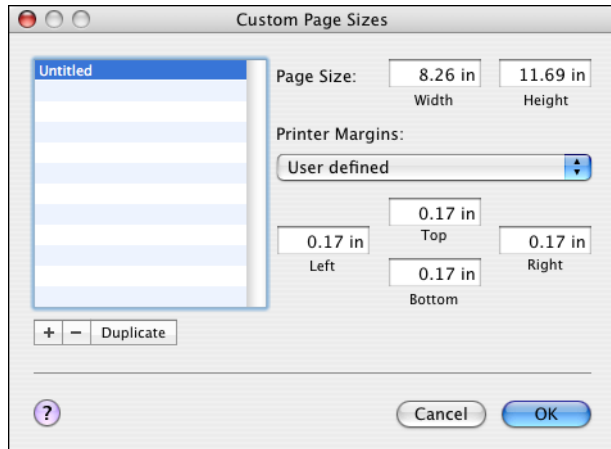 Custom Page Sizes
Untitled
Page Size: 8.26 in 11.69 in
Width Height
Printer Margins:
User defined
0.17 in
Top
0.17 in 0.17 in
Left Right
0.17 in
Bottom
+ − Duplicate
? Cancel OK